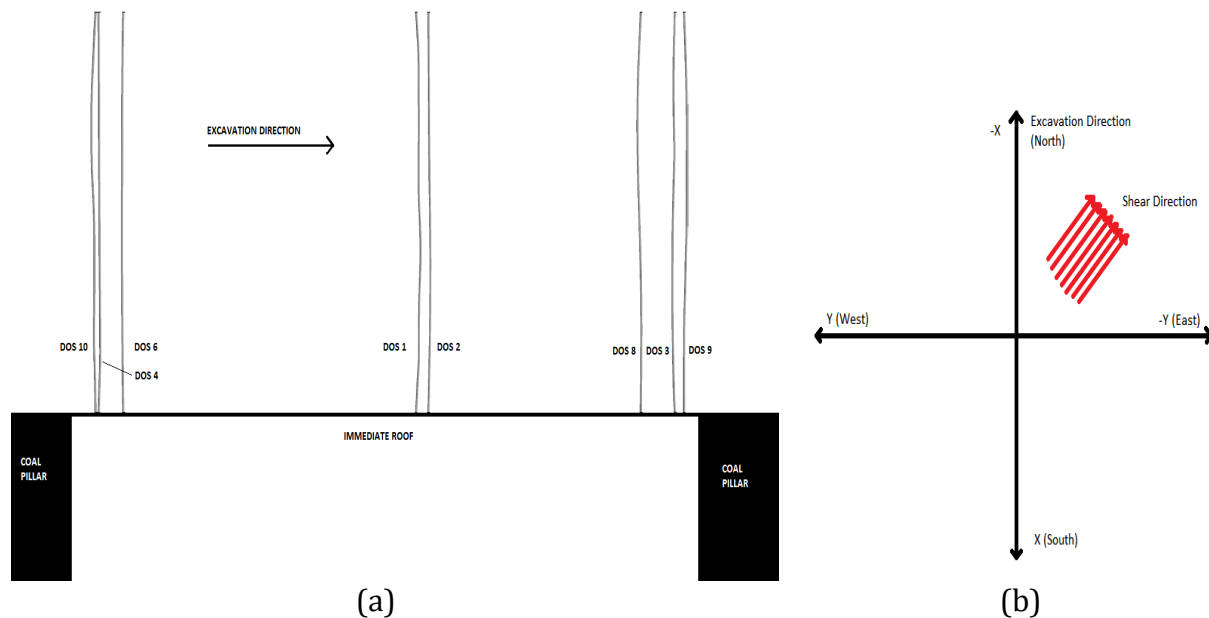 EXCAVATION DIRECTION
DOS 10
DOS 6
DOS 4
DOS 1
DOS 2
DOS 8
DOS 3
DOS 9
IMMEDIATE ROOF
COAL
PILLAR
COAL
PILLAR
(a)
-X
Excavation Direction
(North)
Shear Direction
Y (West)
-Y (East)
X (South)
(b)